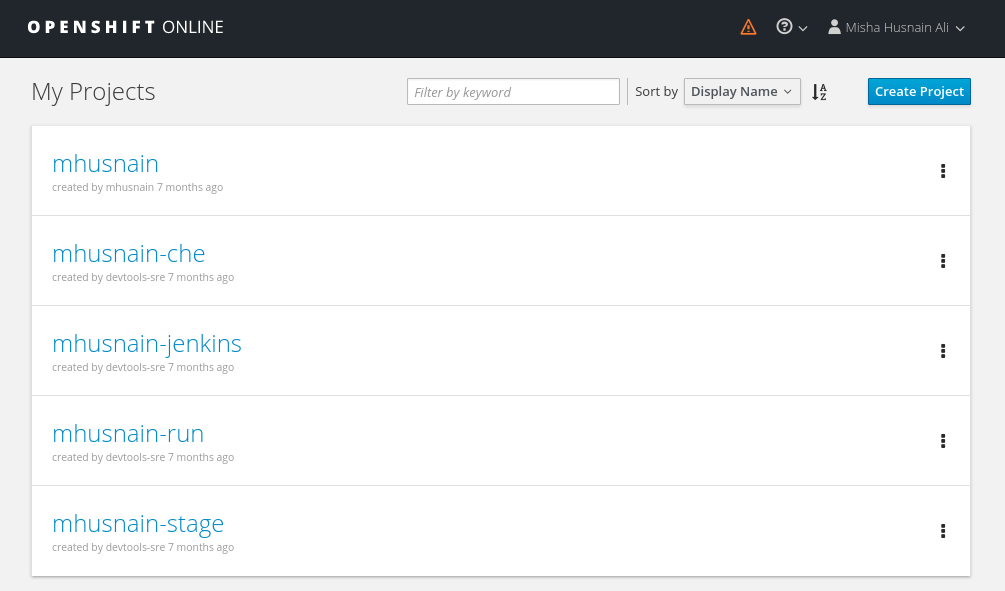 OPENSHIFT ONLINE
Misha Husnain Ali
My Projects
Filter by keyword
Sort by
Display Name
A
Z
Create Project
mhusnain
created by mhusnain 7 months ago
mhusnain-che
created by devtools-sre 7 months ago
mhusnain-jenkins
created by devtools-sre 7 months ago
mhusnain-run
created by devtools-sre 7 months ago
mhusnain-stage
created by devtools-sre 7 months ago